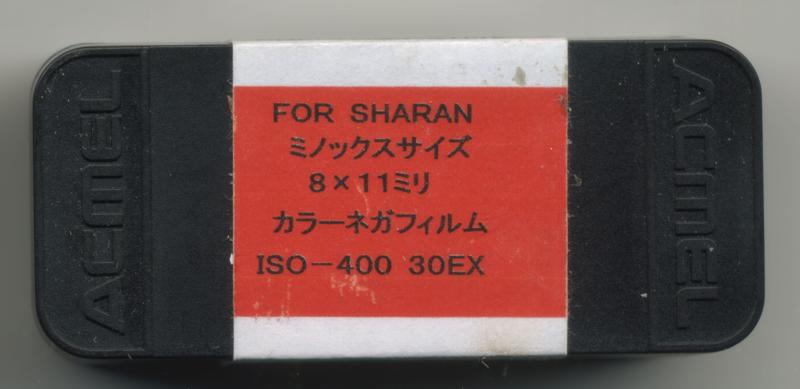 ACMEL
FOR SHARAN
ミノックスサイズ
8×11ミリ
カラーネガフィルム
ISO－400 30EX
ACMEL